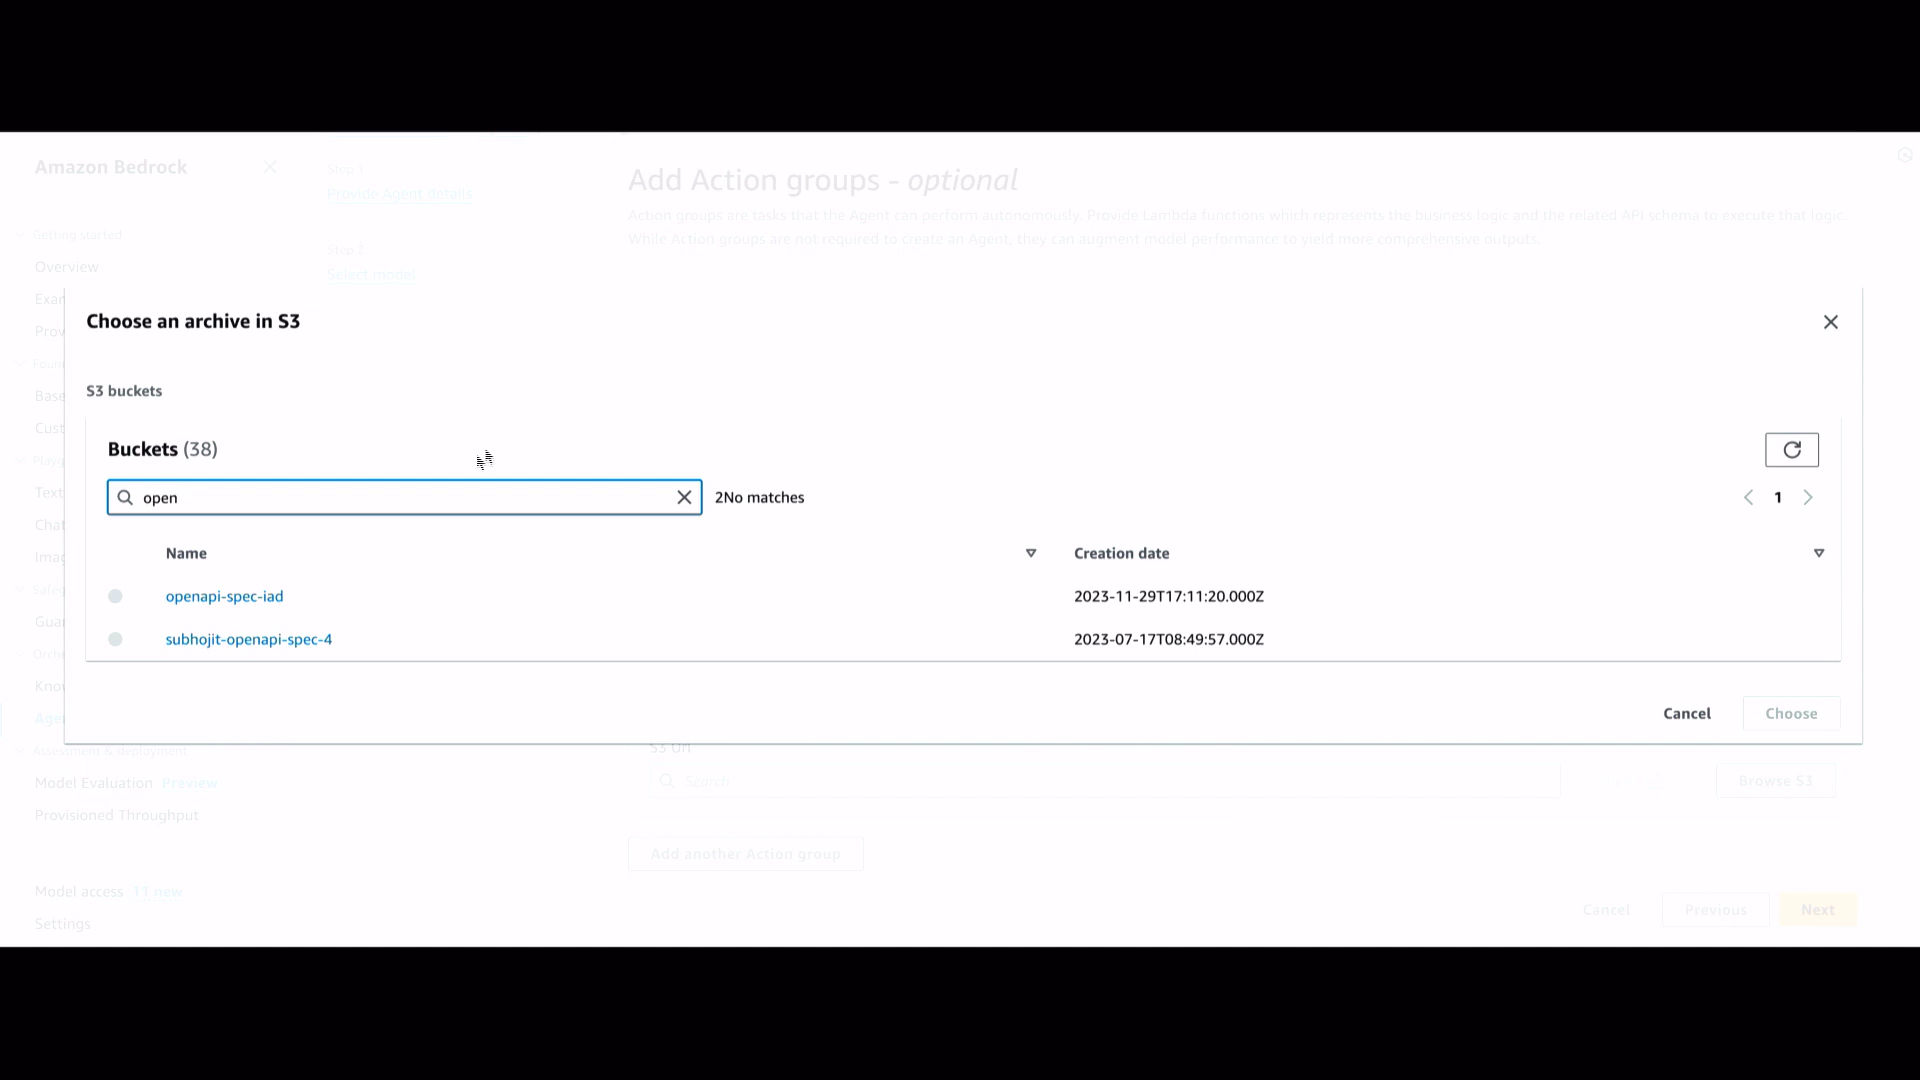 Amazon Bedrock
Getting started
Overview
Exar
Prov
Foun
Base
Cust
Playg
Text
Chat
Imag
Safeg
Guar
Orch
Know
Agen
Assessment & deployment
Model Evaluation Preview
Provisioned Throughput
Model access 11 new
Settings
Step 1
Provide Agent details
Step 2
Select model
Add Action groups - optional
Action groups are tasks that the Agent can perform autonomously. Provide Lambda functions which represents the business logic and the related API schema to execute that logic.
While Action groups are not required to create an Agent, they can augment model performance to yield more comprehensive outputs.
Choose an archive in S3
S3 buckets
Buckets (38)
open
2No matches
1
Name Creation date
openapi-spec-iad 2023-11-29T17:11:20.000Z
subhojit-openapi-spec-4 2023-07-17T08:49:57.000Z
Cancel Choose
S3 Url
Search
Browse S3
Add another Action group
Cancel Previous Next